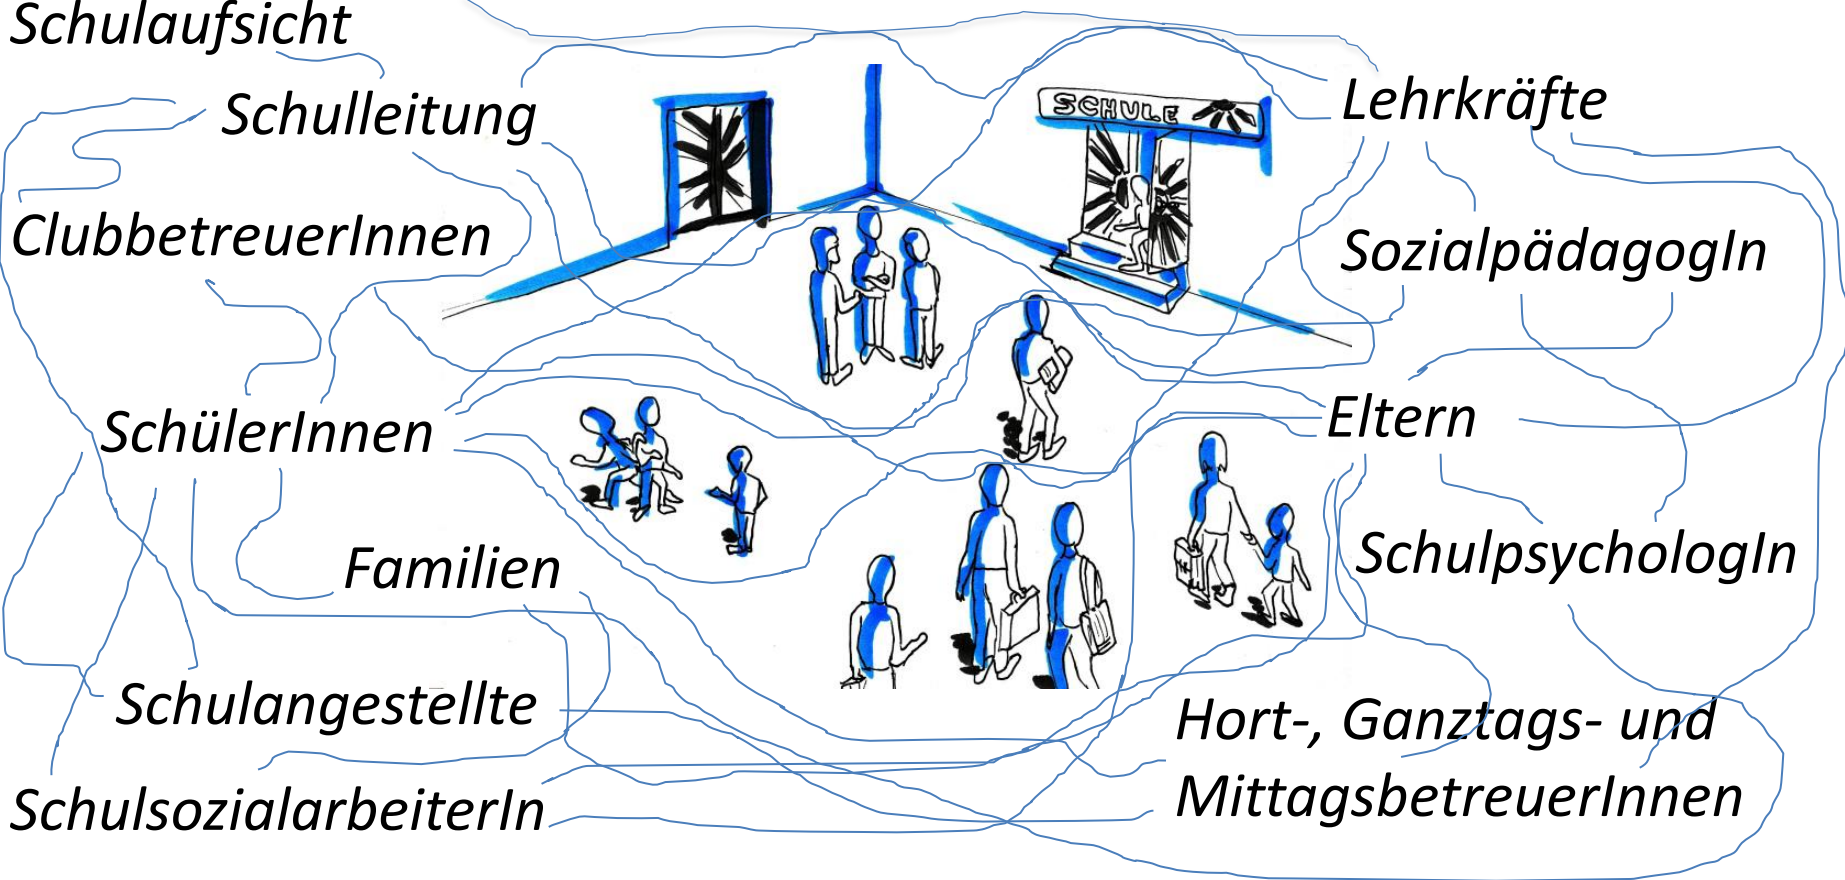 Schulaufsicht
Schulleitung
Lehrkräfte
SCHULE
ClubbetreuerInnen
SozialpädagogIn
SchülerInnen
Eltern
Familien
SchulpsychologIn
Schulangestellte
Hort-, Ganztags- und
MittagsbetreuerInnen
SchulsozialarbeiterIn